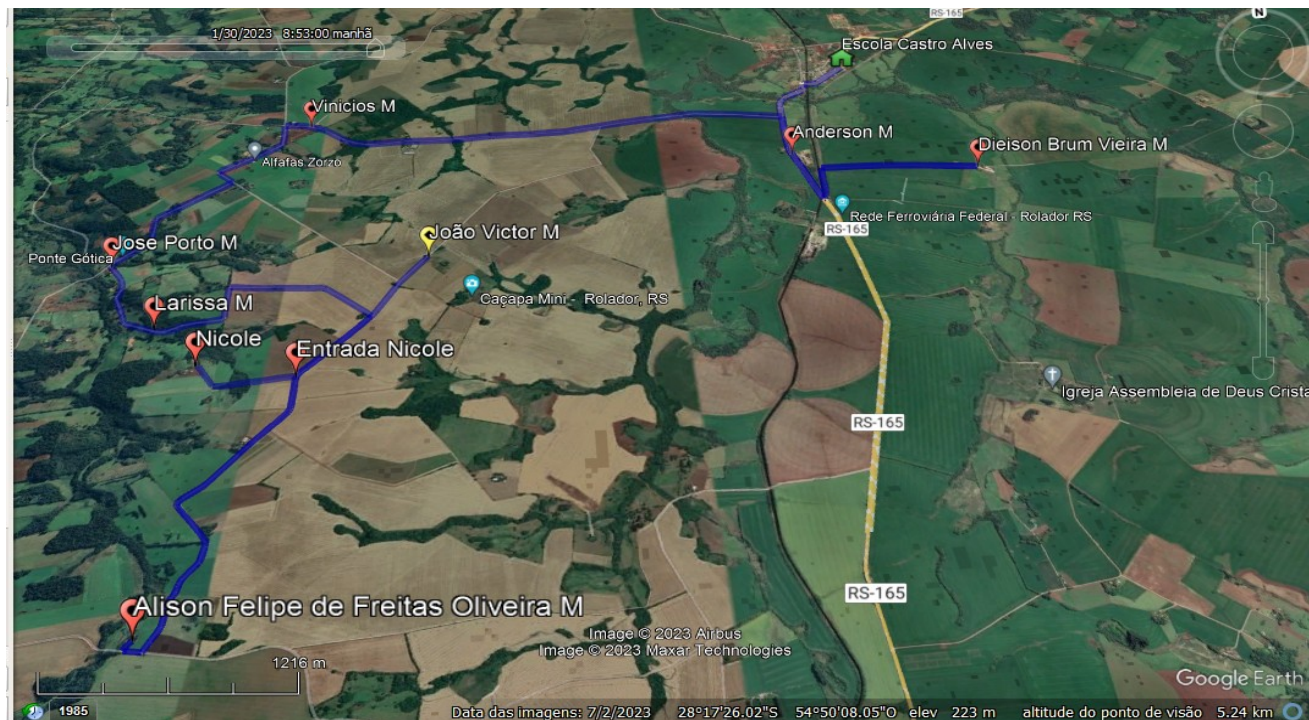 RS-165
N
1/30/2023 8:53:00 manhã
Escola Castro Alves
Vinicios M
Anderson M
Dieison Brum Vieira M
Alfafas Zorzo
Rede Ferroviária Federal - Rolador RS
RS-165
João Victor M
Jose Porto M
Ponte Gótica
Caçapa Mini - Rolador, RS
Larissa M
Nicole
Entrada Nicole
Igreja Assembleia de Deus Crista
RS-165
RS-165
Alison Felipe de Freitas Oliveira M
Image © 2023 Airbus
Image © 2023 Maxar Technologies
1216 m
Google Earth
1985
Data das imagens: 7/2/2023 28°17'26.02"S 54°50'08.05"O elev 223 m altitude do ponto de visão 5.24 km